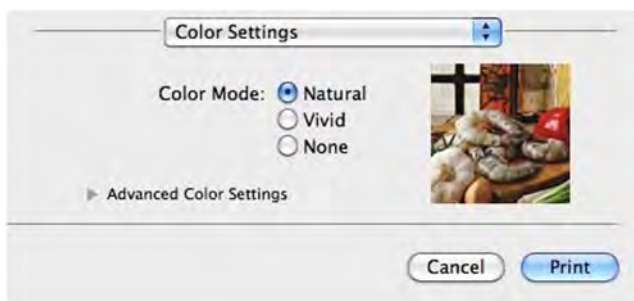 Color Settings
Color Mode: Natural
Vivid
None
Advanced Color Settings
Cancel Print